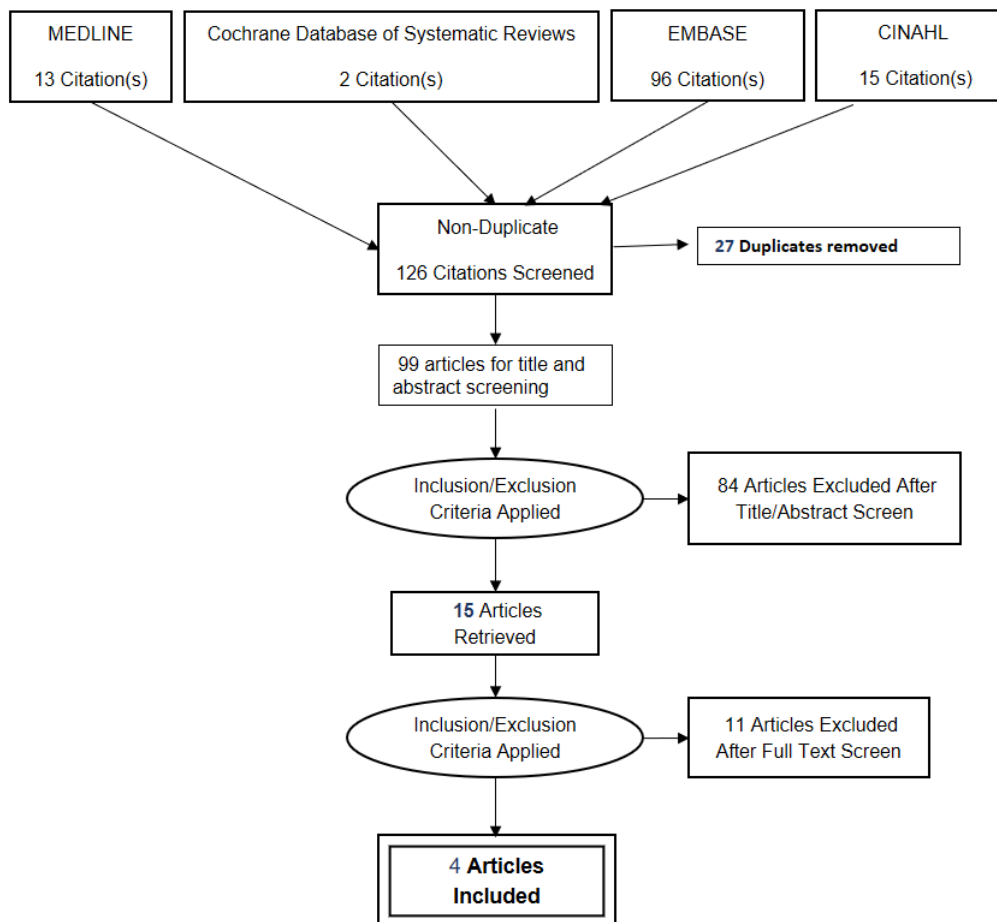 MEDLINE
13 Citation(s)
Cochrane Database of Systematic Reviews
2 Citation(s)
EMBASE
96 Citation(s)
CINAHL
15 Citation(s)
Non-Duplicate
126 Citations Screened
27 Duplicates removed
99 articles for title and
abstract screening
Inclusion/Exclusion
Criteria Applied
84 Articles Excluded After
Title/Abstract Screen
15 Articles
Retrieved
Inclusion/Exclusion
Criteria Applied
11 Articles Excluded
After Full Text Screen
4 Articles
Included